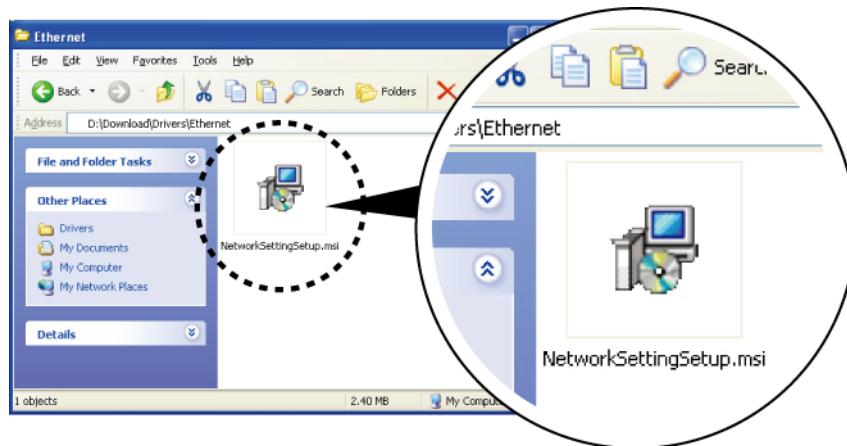 Ethernet
File Edit View Favorites Tools Help
Back Search Folders
Address D:\Download\Drivers\Ethernet
File and Folder Tasks
Other Places
Drivers
My Documents
My Computer
My Network Places
Details
NetworkSettingSetup.msi
1 objects 2.40 MB My Compu
Searc
rs\Ethernet
NetworkSettingSetup.msi